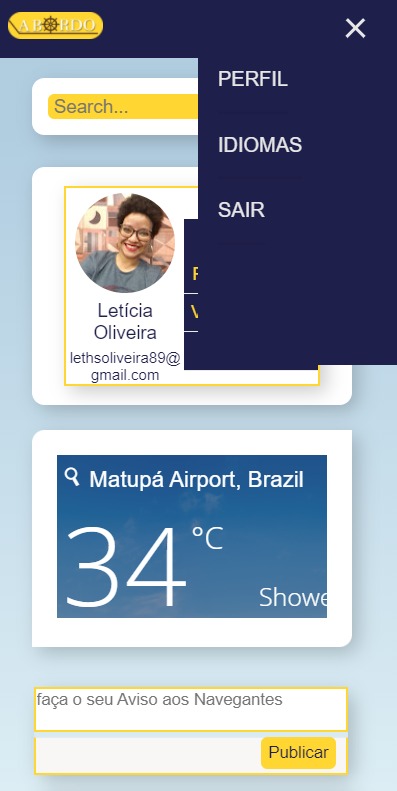 A BORDO
PERFIL
Search...
IDIOMAS
SAIR
Letícia
Oliveira
lethsoliveira89@
gmail.com
Matupá Airport, Brazil
34 °C
Showe
faça o seu Aviso aos Navegantes
Publicar